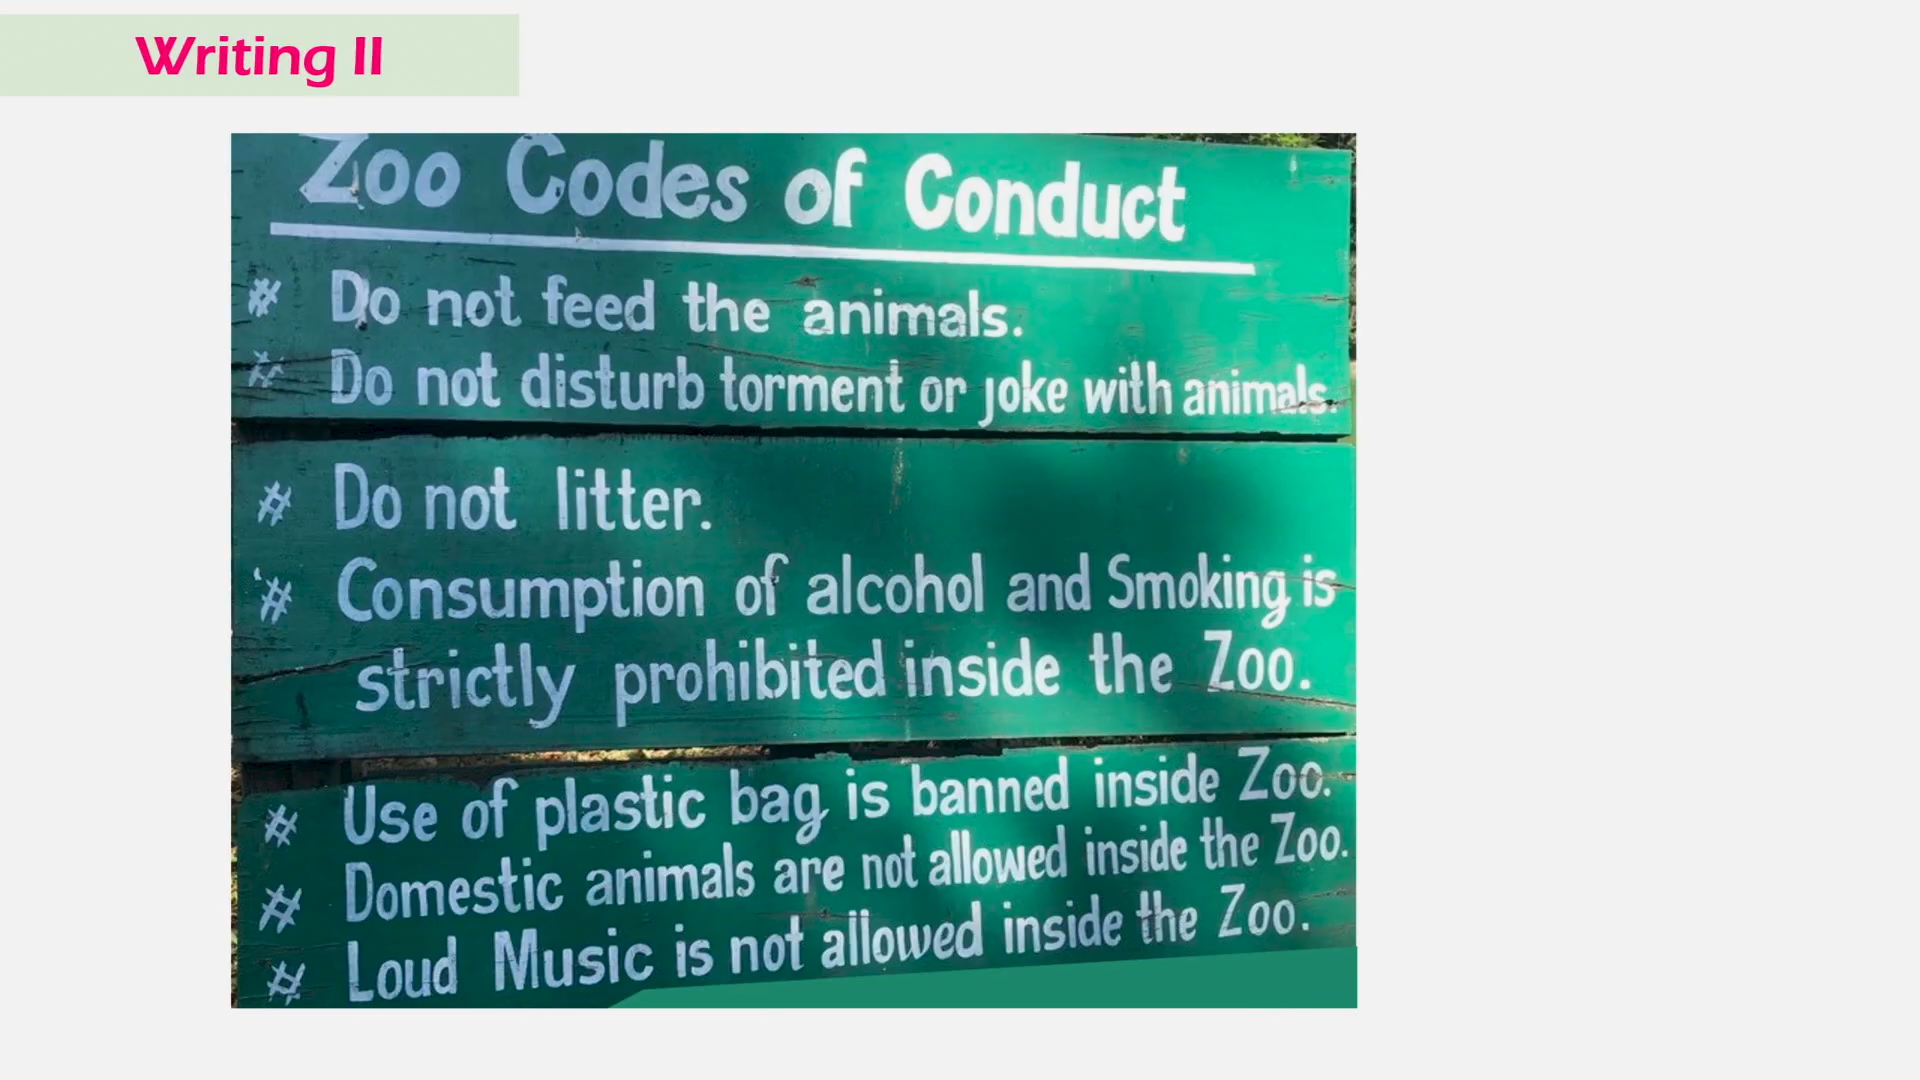 Writing II
Zoo Codes of Conduct
# Do not feed the animals.
# Do not disturb torment or joke with animals.
# Do not litter.
# Consumption of alcohol and Smoking is
strictly prohibited inside the Zoo.
# Use of plastic bag is banned inside Zoo.
# Domestic animals are not allowed inside the Zoo.
# Loud Music is not allowed inside the Zoo.